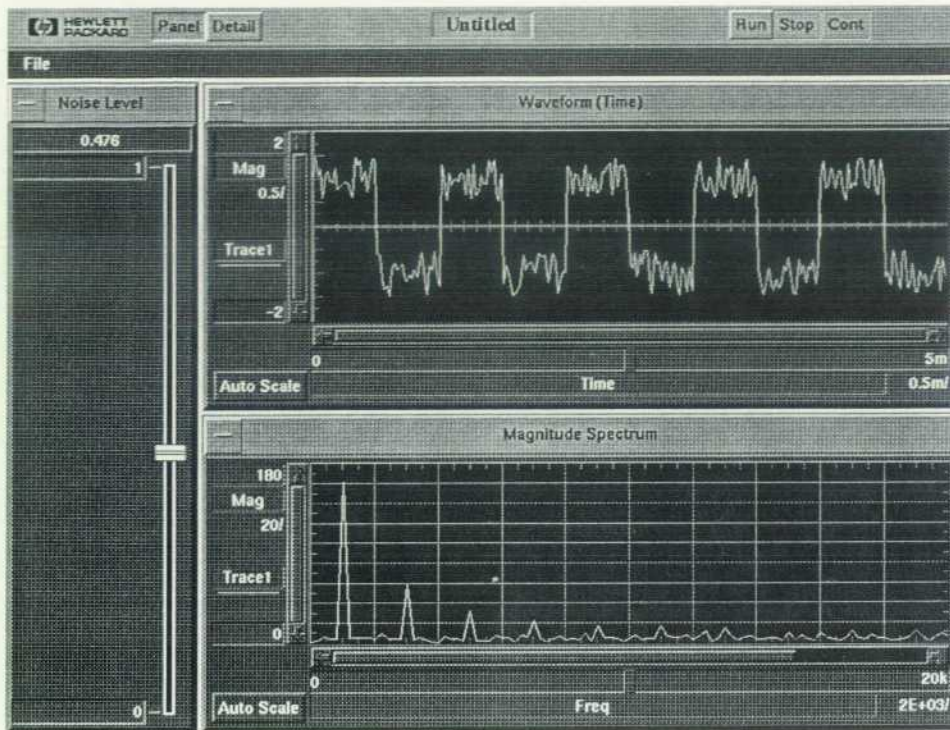 hp HEWLETT PACKARD Panel Detail Untitled Run Stop Cont
File
Noise Level
0.476
1
0
Waveform (Time)
2
Mag
0.5/
Trace1
-2
0 5m
Auto Scale Time 0.5m/
Magnitude Spectrum
180
Mag
20/
Trace1
0
0 20k
Auto Scale Freq 2E+03/